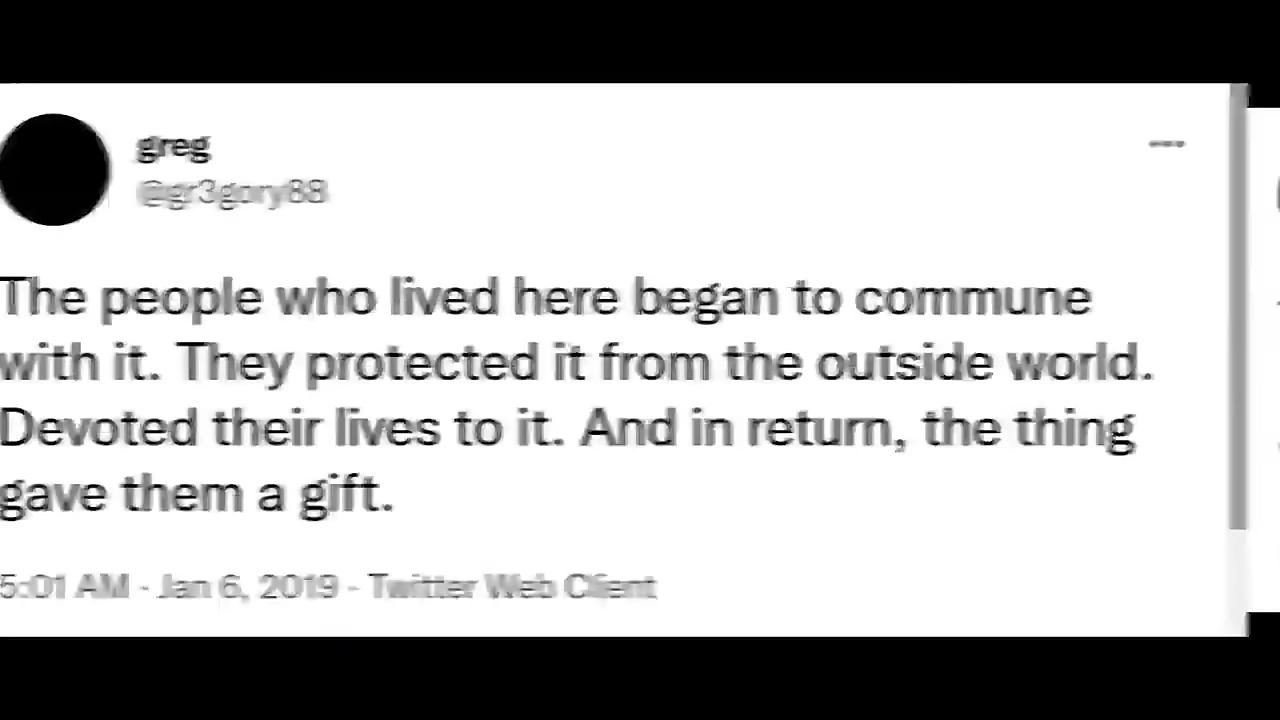 greg
@gr3gory88
The people who lived here began to commune
with it. They protected it from the outside world.
Devoted their lives to it. And in return, the thing
gave them a gift.
5:01 AM · Jan 6, 2019 · Twitter Web Client